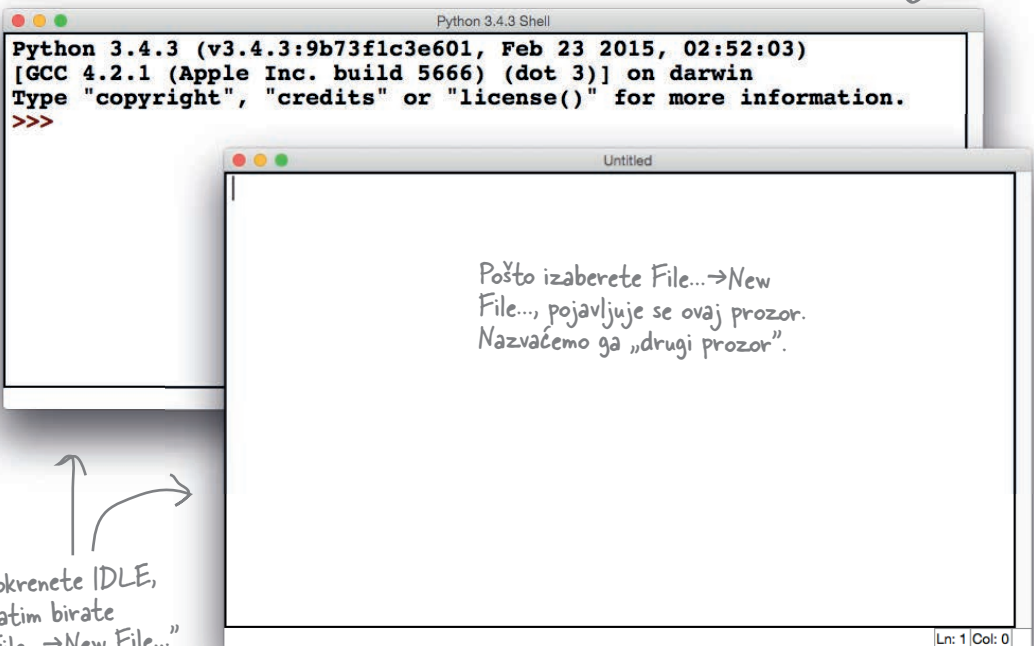 Python 3.4.3 Shell
Python 3.4.3 (v3.4.3:9b73f1c3e601, Feb 23 2015, 02:52:03)
[GCC 4.2.1 (Apple Inc. build 5666) (dot 3)] on darwin
Type "copyright", "credits" or "license()" for more information.
>>>
Untitled
Pošto izaberete File...→New
File..., pojavljuje se ovaj prozor.
Nazvaćemo ga „drugi prozor”.
IDLE,
birate
→New File...”
Ln: 1 Col: 0